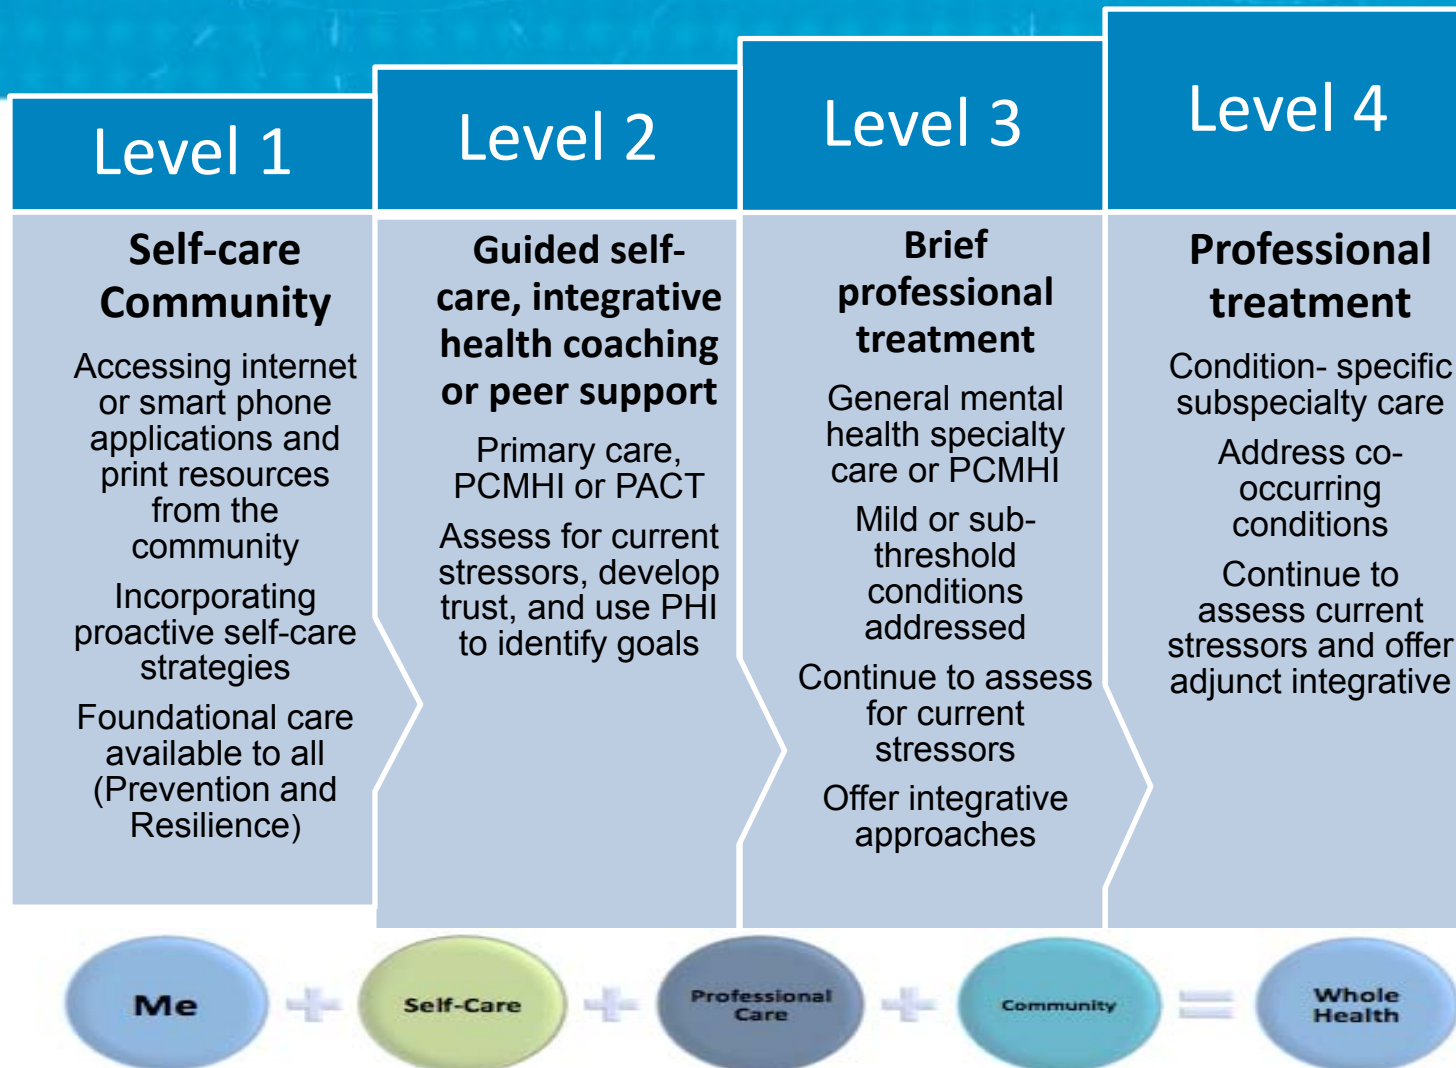 Level 1
Self-care
Community
Accessing internet
or smart phone
applications and
print resources
from the
community
Incorporating
proactive self-care
strategies
Foundational care
available to all
(Prevention and
Resilience)
Level 2
Guided self-
care, integrative
health coaching
or peer support
Primary care,
PCMHI or PACT
Assess for current
stressors, develop
trust, and use PHI
to identify goals
Level 3
Brief
professional
treatment
General mental
health specialty
care or PCMHI
Mild or sub-
threshold
conditions
addressed
Continue to assess
for current
stressors
Offer integrative
approaches
Level 4
Professional
treatment
Condition- specific
subspecialty care
Address co-
occurring
conditions
Continue to
assess current
stressors and offer
adjunct integrative
Me
+
Self-Care
+
Professional
Care
+
Community
=
Whole
Health